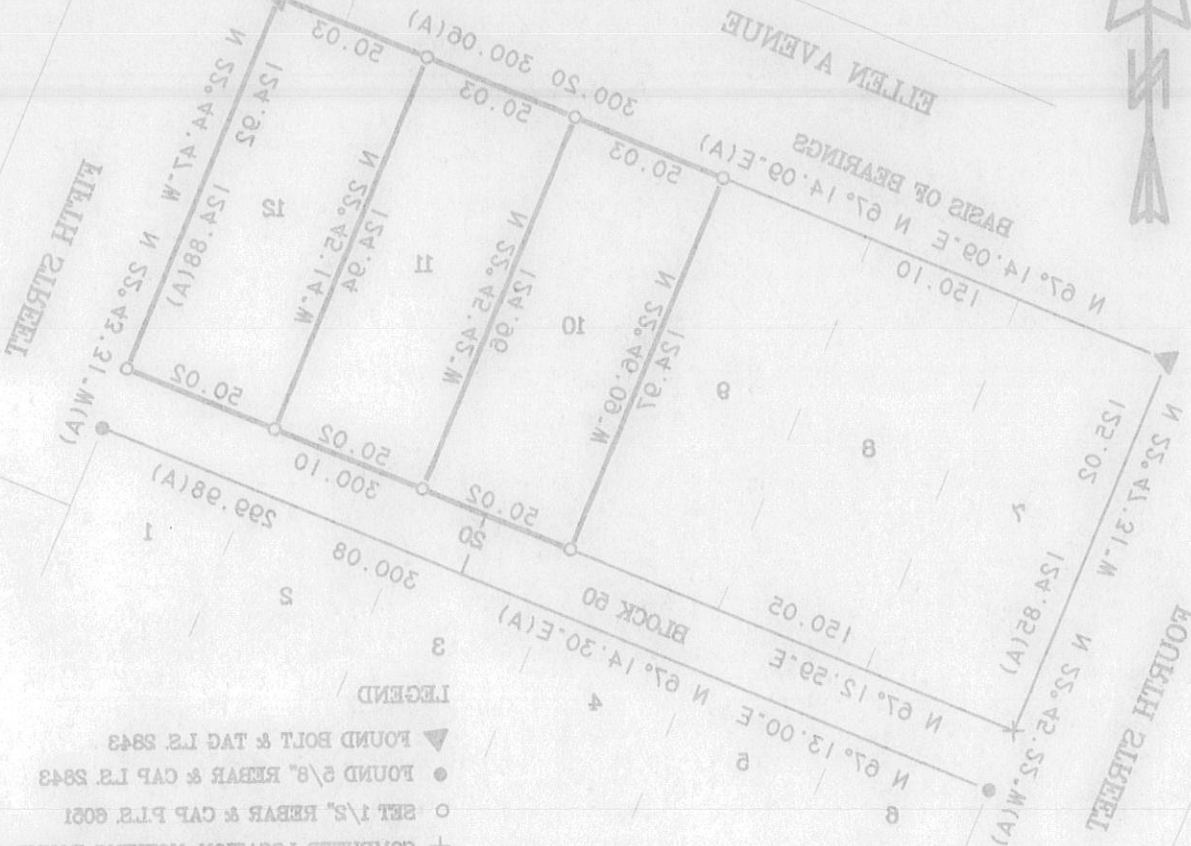 N
ELLEN AVENUE
BASIS OF BEARINGS
N 67°14'09"E N 67°14'09"E(A)
300.20 300.06(A)
150.10
50.03
50.03
50.03
FIFTH STREET
N 22°44'47"W
N 22°43'31"W(A)
124.92
124.88(A)
12
N 22°45'14"W
124.94
11
N 22°45'42"W
124.96
10
N 22°46'09"W
124.97
9
8
7
125.02
124.85(A)
N 22°47'31"W
N 22°45'22"W(A)
FOURTH STREET
50.02
50.02
50.02
300.10
150.05
N 67°12'59"E
20
BLOCK 50
299.98(A)
300.08
N 67°13'00"E N 67°14'30"E(A)
1
2
3
4
5
6
LEGEND
FOUND BOLT & TAG L.S. 2843
FOUND 5/8" REBAR & CAP L.S. 2843
SET 1/2" REBAR & CAP P.L.S. 6051